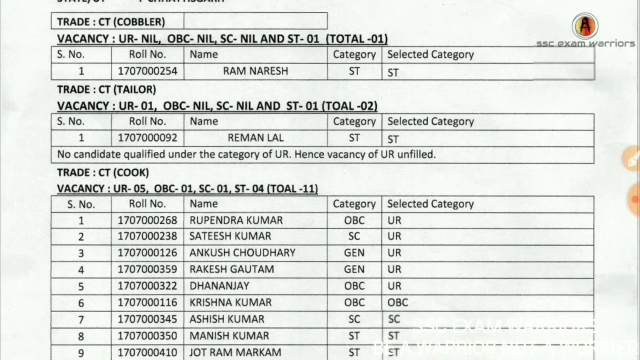 TRADE : CT (COBBLER)
VACANCY : UR- NIL, OBC- NIL, SC- NIL AND ST- 01 (TOTAL -01)
S. No. Roll No. Name Category Selected Category
1 1707000254 RAM NARESH ST ST
TRADE : CT (TAILOR)
VACANCY : UR- 01, OBC- NIL, SC- NIL AND ST- 01 (TOAL -02)
S. No. Roll No. Name Category Selected Category
1 1707000092 REMAN LAL ST ST
No candidate qualified under the category of UR. Hence vacancy of UR unfilled.
TRADE : CT (COOK)
VACANCY : UR- 05, OBC- 01, SC- 01, ST- 04 (TOAL -11)
S. No. Roll No. Name Category Selected Category
1 1707000268 RUPENDRA KUMAR OBC UR
2 1707000238 SATEESH KUMAR SC UR
3 1707000126 ANKUSH CHOUDHARY GEN UR
4 1707000359 RAKESH GAUTAM GEN UR
5 1707000322 DHANANJAY OBC UR
6 1707000116 KRISHNA KUMAR OBC OBC
7 1707000345 ASHISH KUMAR SC SC
8 1707000350 MANISH KUMAR ST ST
9 1707000410 JOT RAM MARKAM ST ST
ssc exam warriors
SSC EXAM WARRIORS